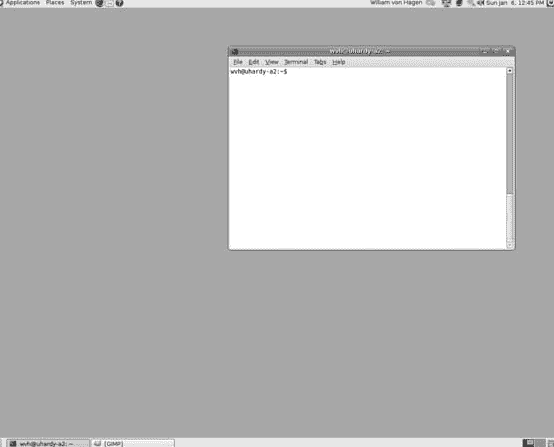 Applications Places System William von Hagen Sun Jan 6, 12:45 PM
wvh@uhardy-a2: ~
File Edit View Terminal Tabs Help
wvh@uhardy-a2:~$
wvh@uhardy-a2: ~ [GIMP]